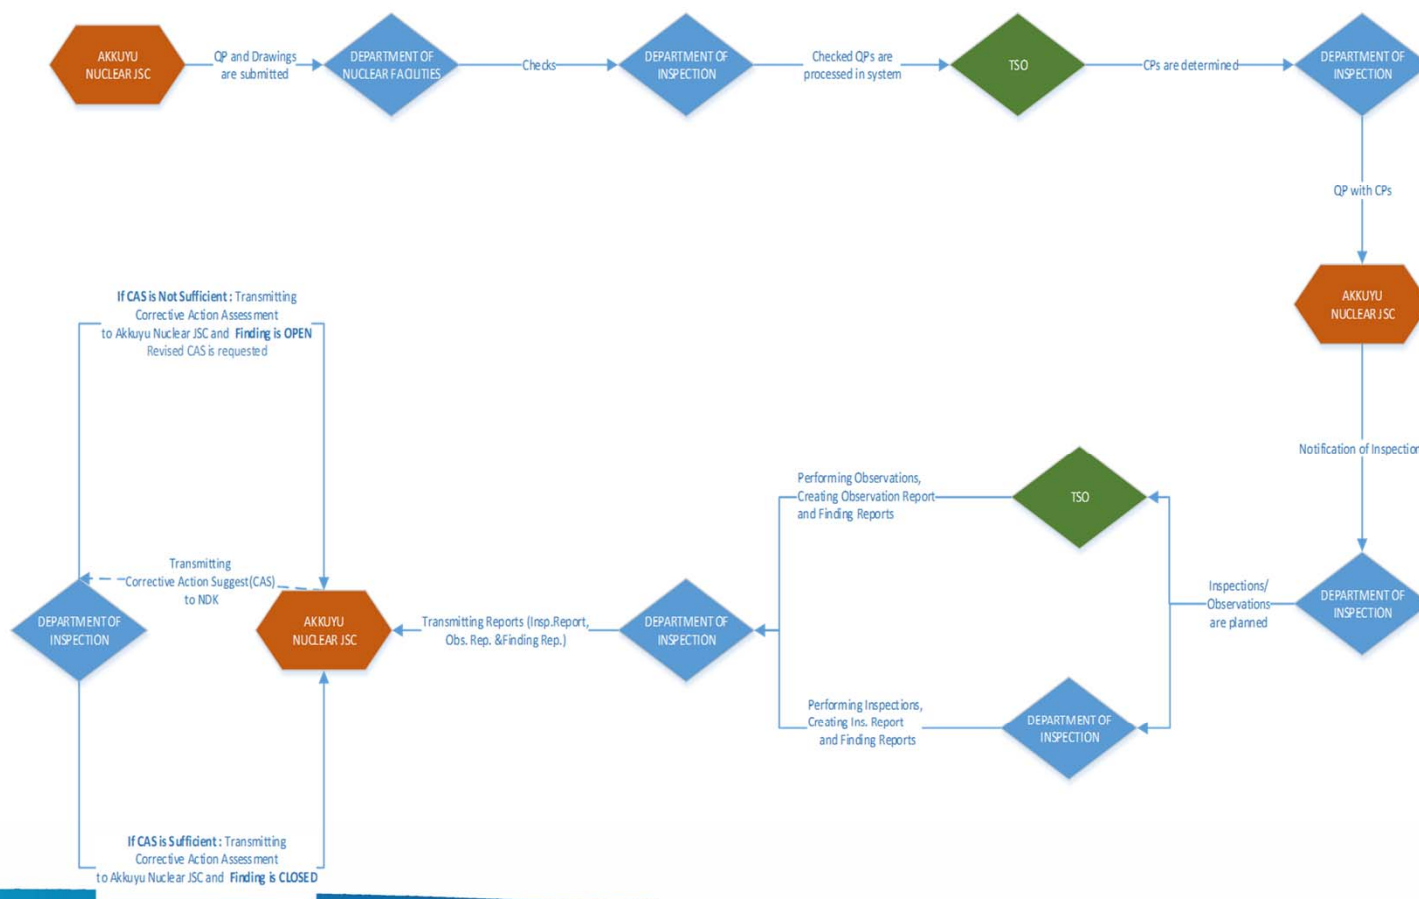 AKKUYU
NUCLEAR JSC
QP and Drawings
are submitted
DEPARTMENT OF
NUCLEAR FACILITIES
Checks
DEPARTMENT OF
INSPECTION
Checked QPs are
processed in system
TSO
CPs are determined
DEPARTMENT OF
INSPECTION
QP with CPs
AKKUYU
NUCLEAR JSC
Notification of Inspection
DEPARTMENT OF
INSPECTION
Inspections/
Observations
are planned
TSO
Performing Observations,
Creating Observation Report
and Finding Reports
DEPARTMENT OF
INSPECTION
Performing Inspections,
Creating Ins. Report
and Finding Reports
DEPARTMENT OF
INSPECTION
Transmitting Reports (Insp.Report,
Obs. Rep. &Finding Rep.)
AKKUYU
NUCLEAR JSC
Transmitting
Corrective Action Suggest(CAS)
to NDK
DEPARTMENT OF
INSPECTION
If CAS is Not Sufficient : Transmitting
Corrective Action Assessment
to Akkuyu Nuclear JSC and Finding is OPEN
Revised CAS is requested
If CAS is Sufficient : Transmitting
Corrective Action Assessment
to Akkuyu Nuclear JSC and Finding is CLOSED